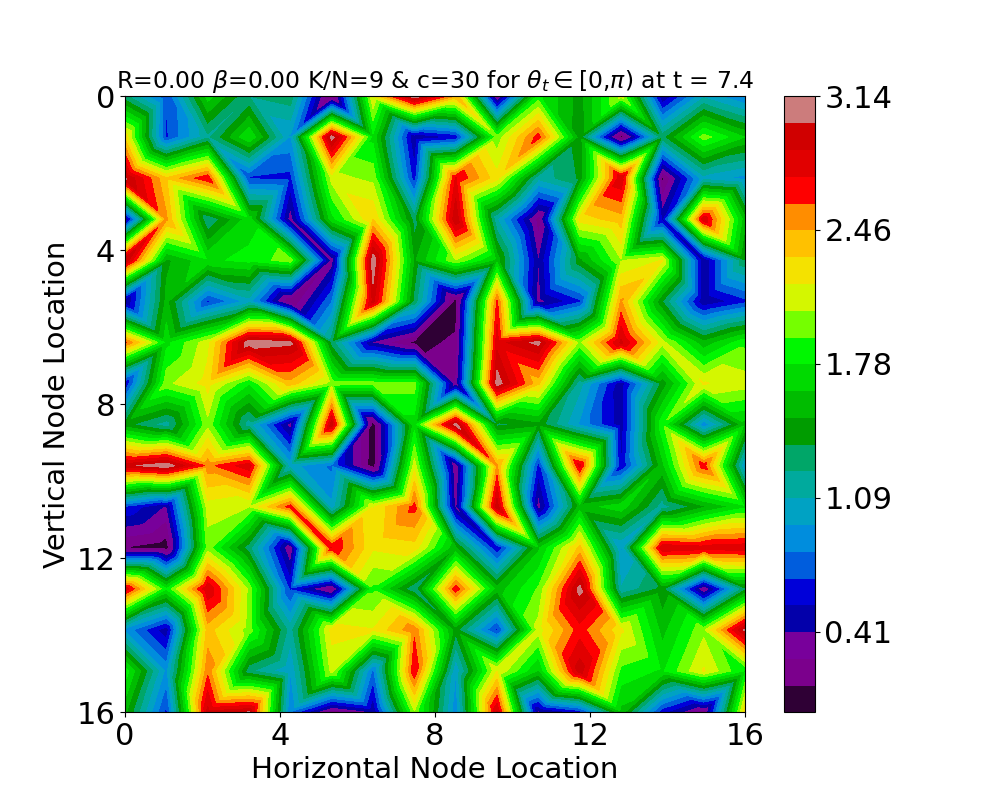 R=0.00 β=0.00 K/N=9 & c=30 for θₜ ∈ [0,π) at t = 7.4
0
4
8
12
16
Vertical Node Location
0 4 8 12 16
Horizontal Node Location
3.14
2.46
1.78
1.09
0.41